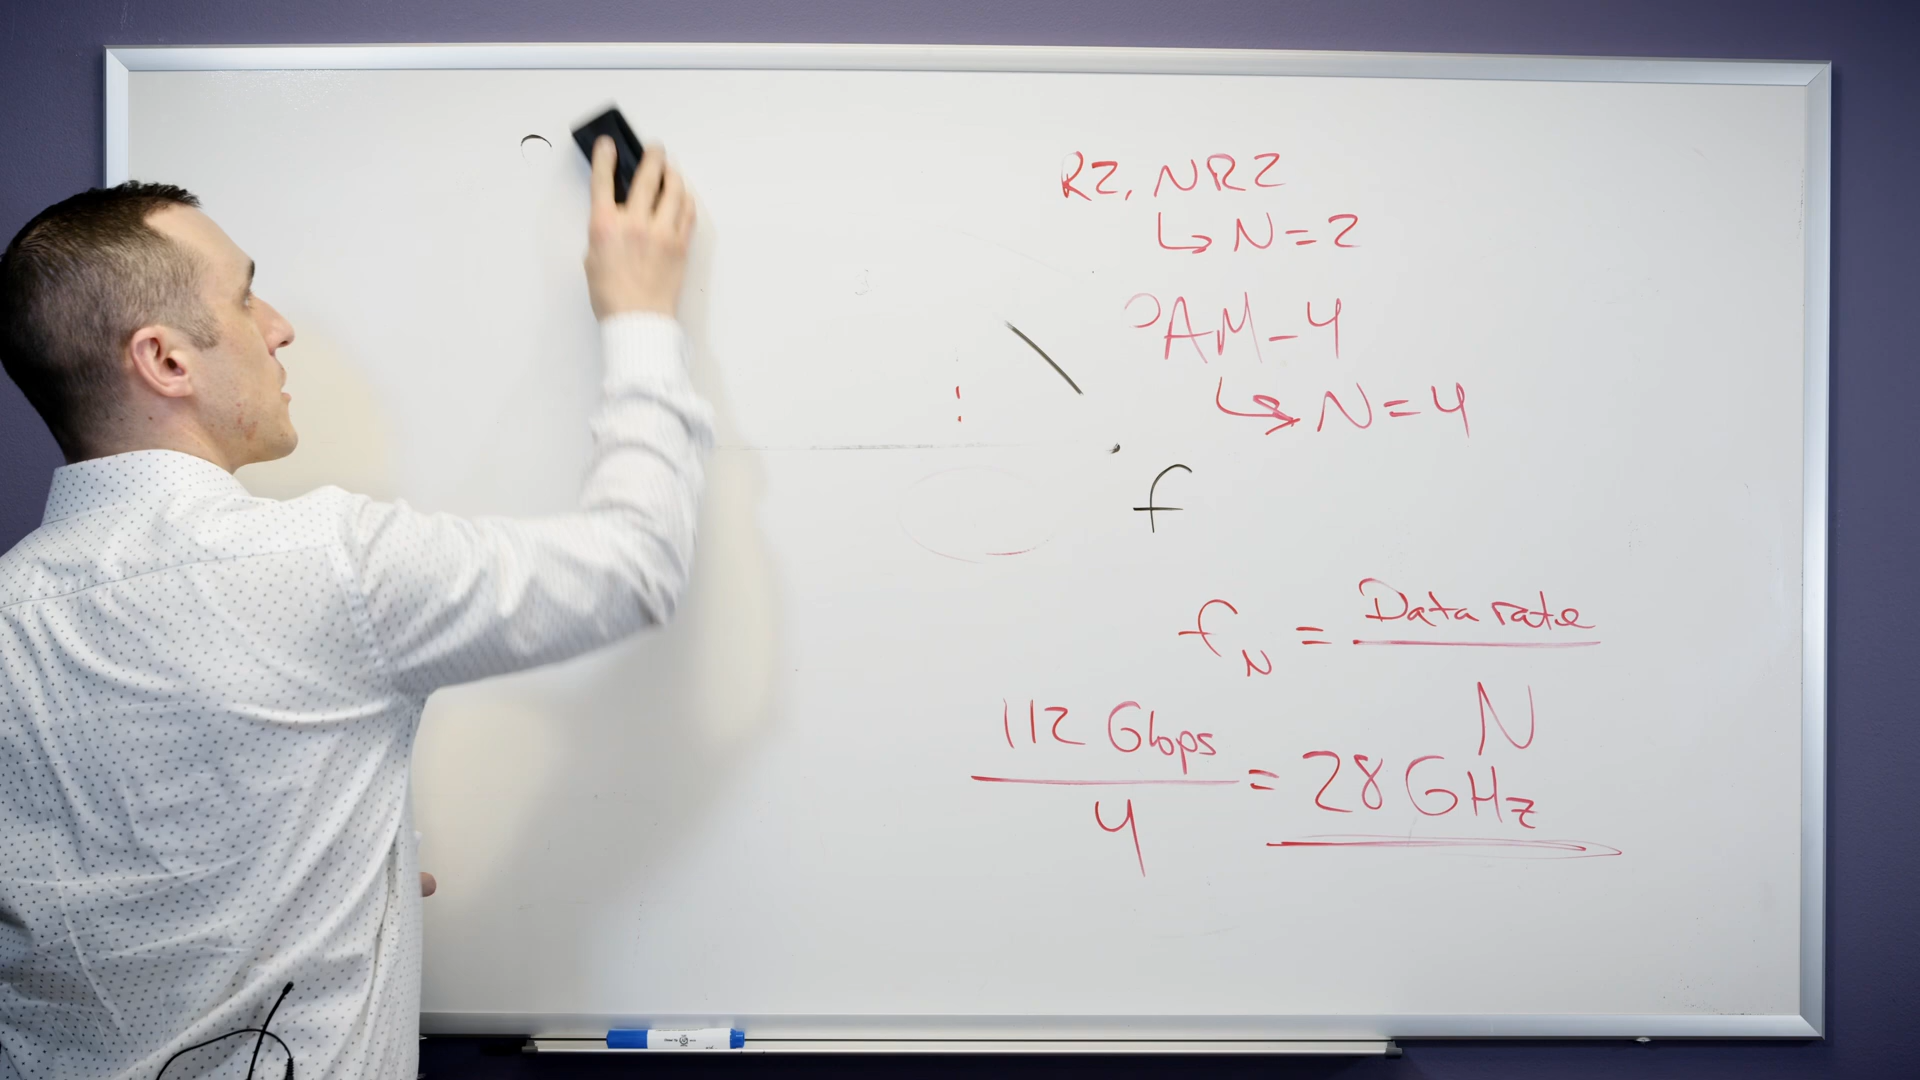 RZ, NRZ
↳ N=2
PAM-4
↳ N=4
f
f_N = Data rate / N
112 Gbps / 4 = 28 GHz